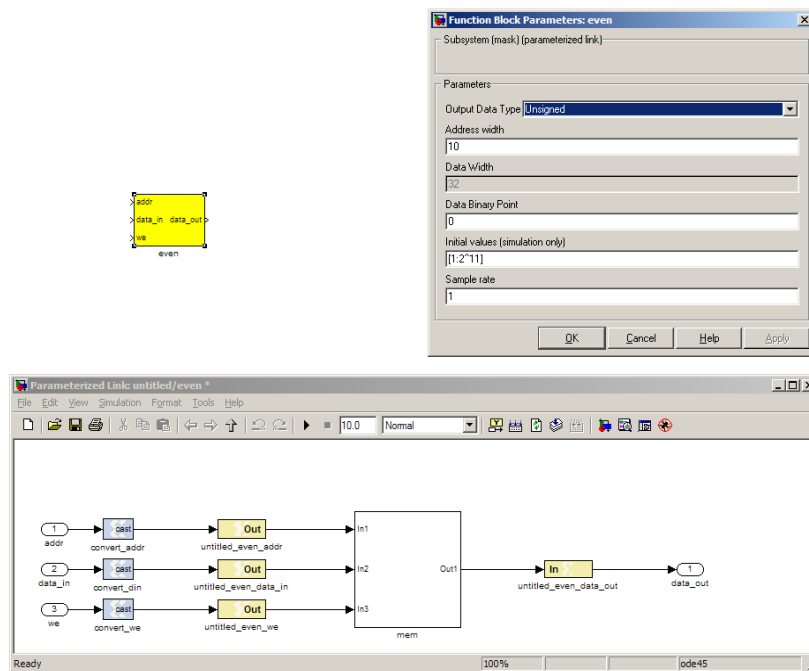 addr
data_in data_out
we
even
Function Block Parameters: even
Subsystem (mask) (parameterized link)
Parameters
Output Data Type Unsigned
Address width
10
Data Width
32
Data Binary Point
0
Initial values (simulation only)
[1:2^11]
Sample rate
1
OK Cancel Help Apply
Parameterized Link: untitled/even *
File Edit View Simulation Format Tools Help
10.0 Normal
1 cast Out In1
addr convert_addr untitled_even_addr
2 cast Out In2 Out1 In 1
data_in convert_din untitled_even_data_in untitled_even_data_out data_out
3 cast Out In3
we convert_we untitled_even_we mem
Ready 100% ode45